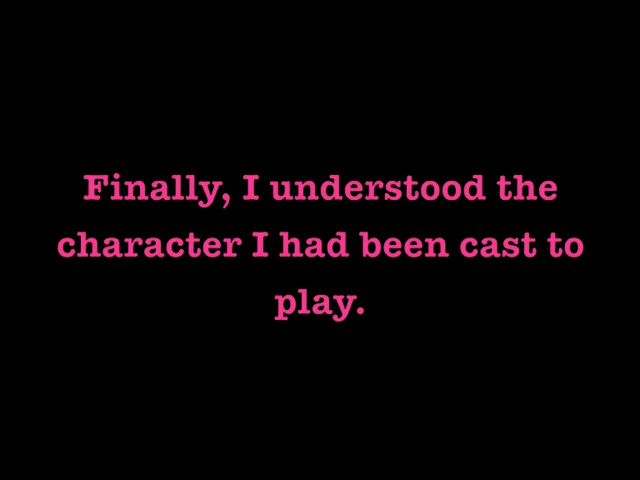 Finally, I understood the
character I had been cast to
play.